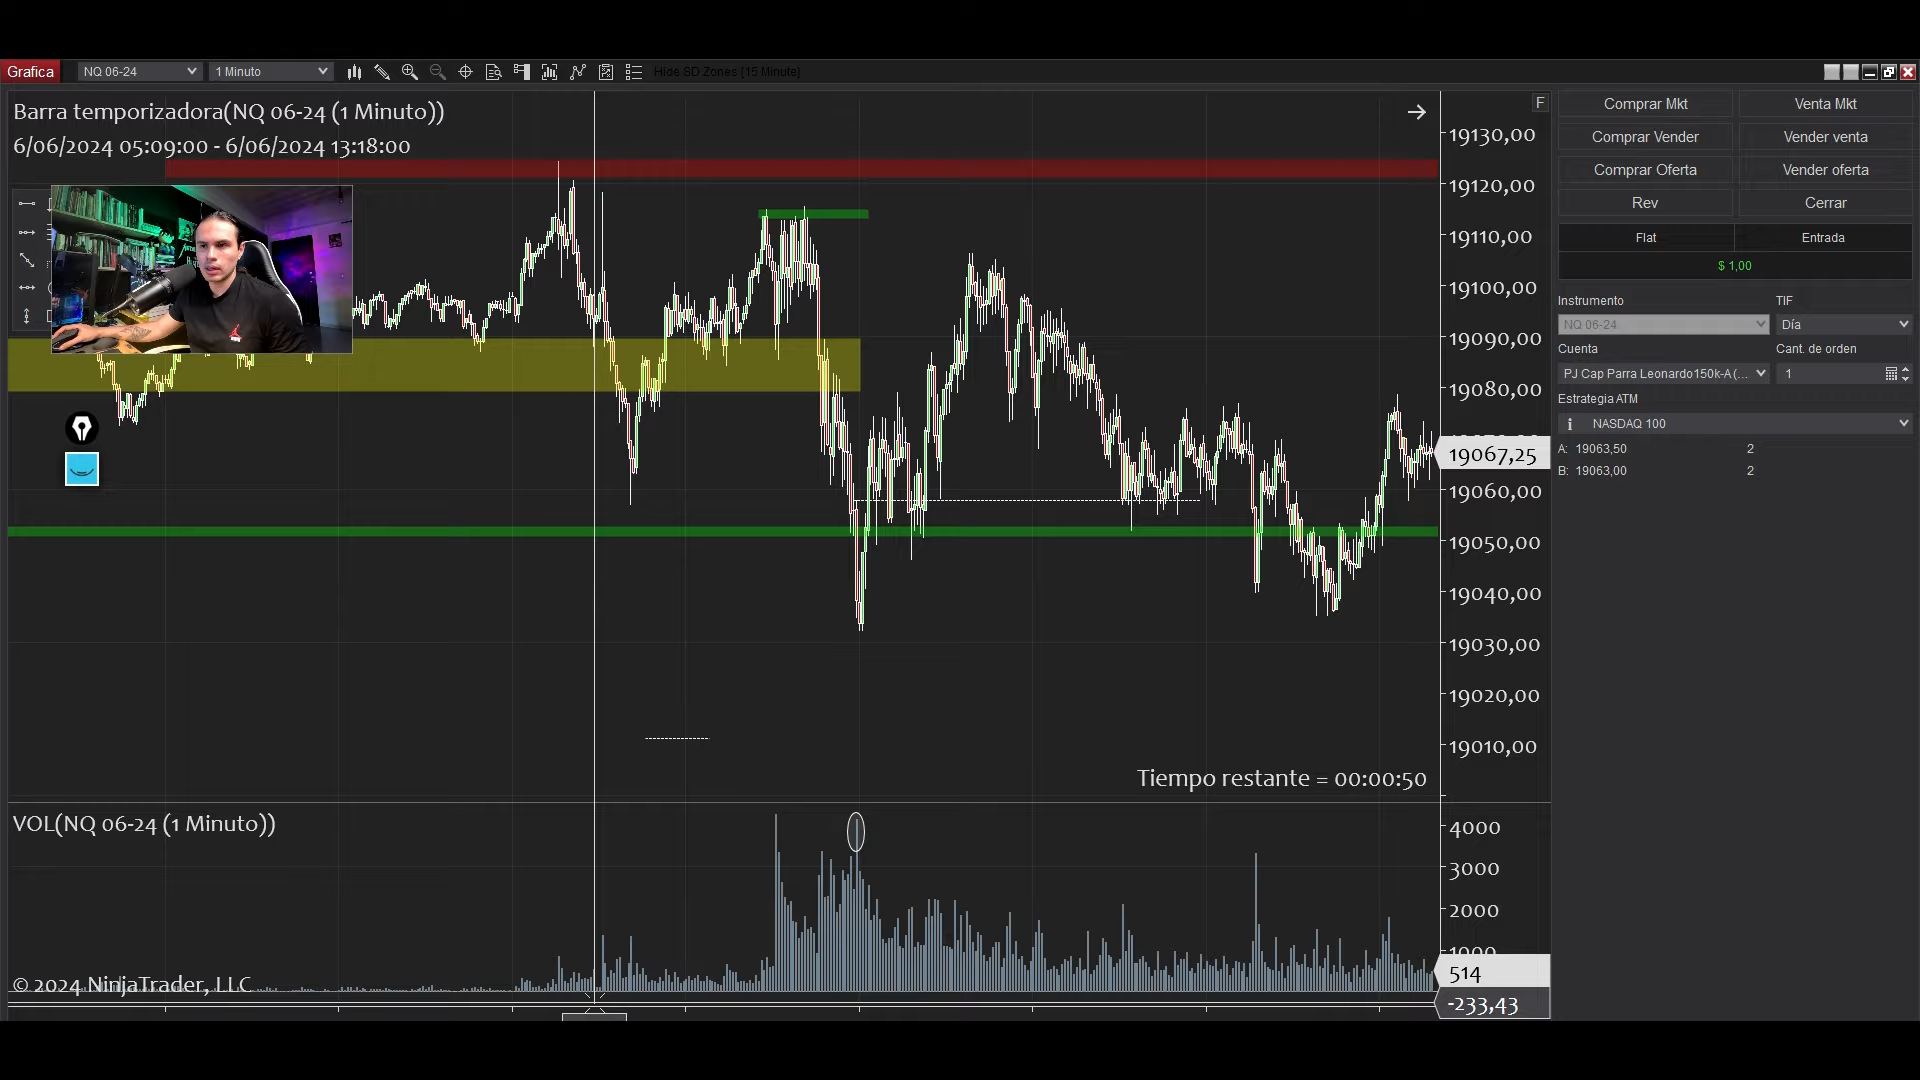 Grafica
NQ 06-24
1 Minuto
Hide SD Zones [15 Minute]
Barra temporizadora(NQ 06-24 (1 Minuto))
6/06/2024 05:09:00 - 6/06/2024 13:18:00
F
19130,00
19120,00
19110,00
19100,00
19090,00
19080,00
19067,25
19060,00
19050,00
19040,00
19030,00
19020,00
19010,00
Tiempo restante = 00:00:50
VOL(NQ 06-24 (1 Minuto))
4000
3000
2000
1000
514
-233,43
© 2024 NinjaTrader, LLC
Comprar Mkt
Venta Mkt
Comprar Vender
Vender venta
Comprar Oferta
Vender oferta
Rev
Cerrar
Flat
Entrada
$ 1,00
Instrumento
TIF
NQ 06-24
Día
Cuenta
Cant. de orden
PJ Cap Parra Leonardo150k-A (...
1
Estrategia ATM
NASDAQ 100
A: 19063,50 2
B: 19063,00 2